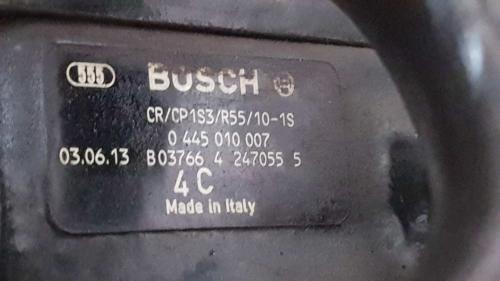 555 BOSCH
CR/CP1S3/R55/10-1S
0 445 010 007
03.06.13 B03766 4 247055 5
4C
Made in Italy